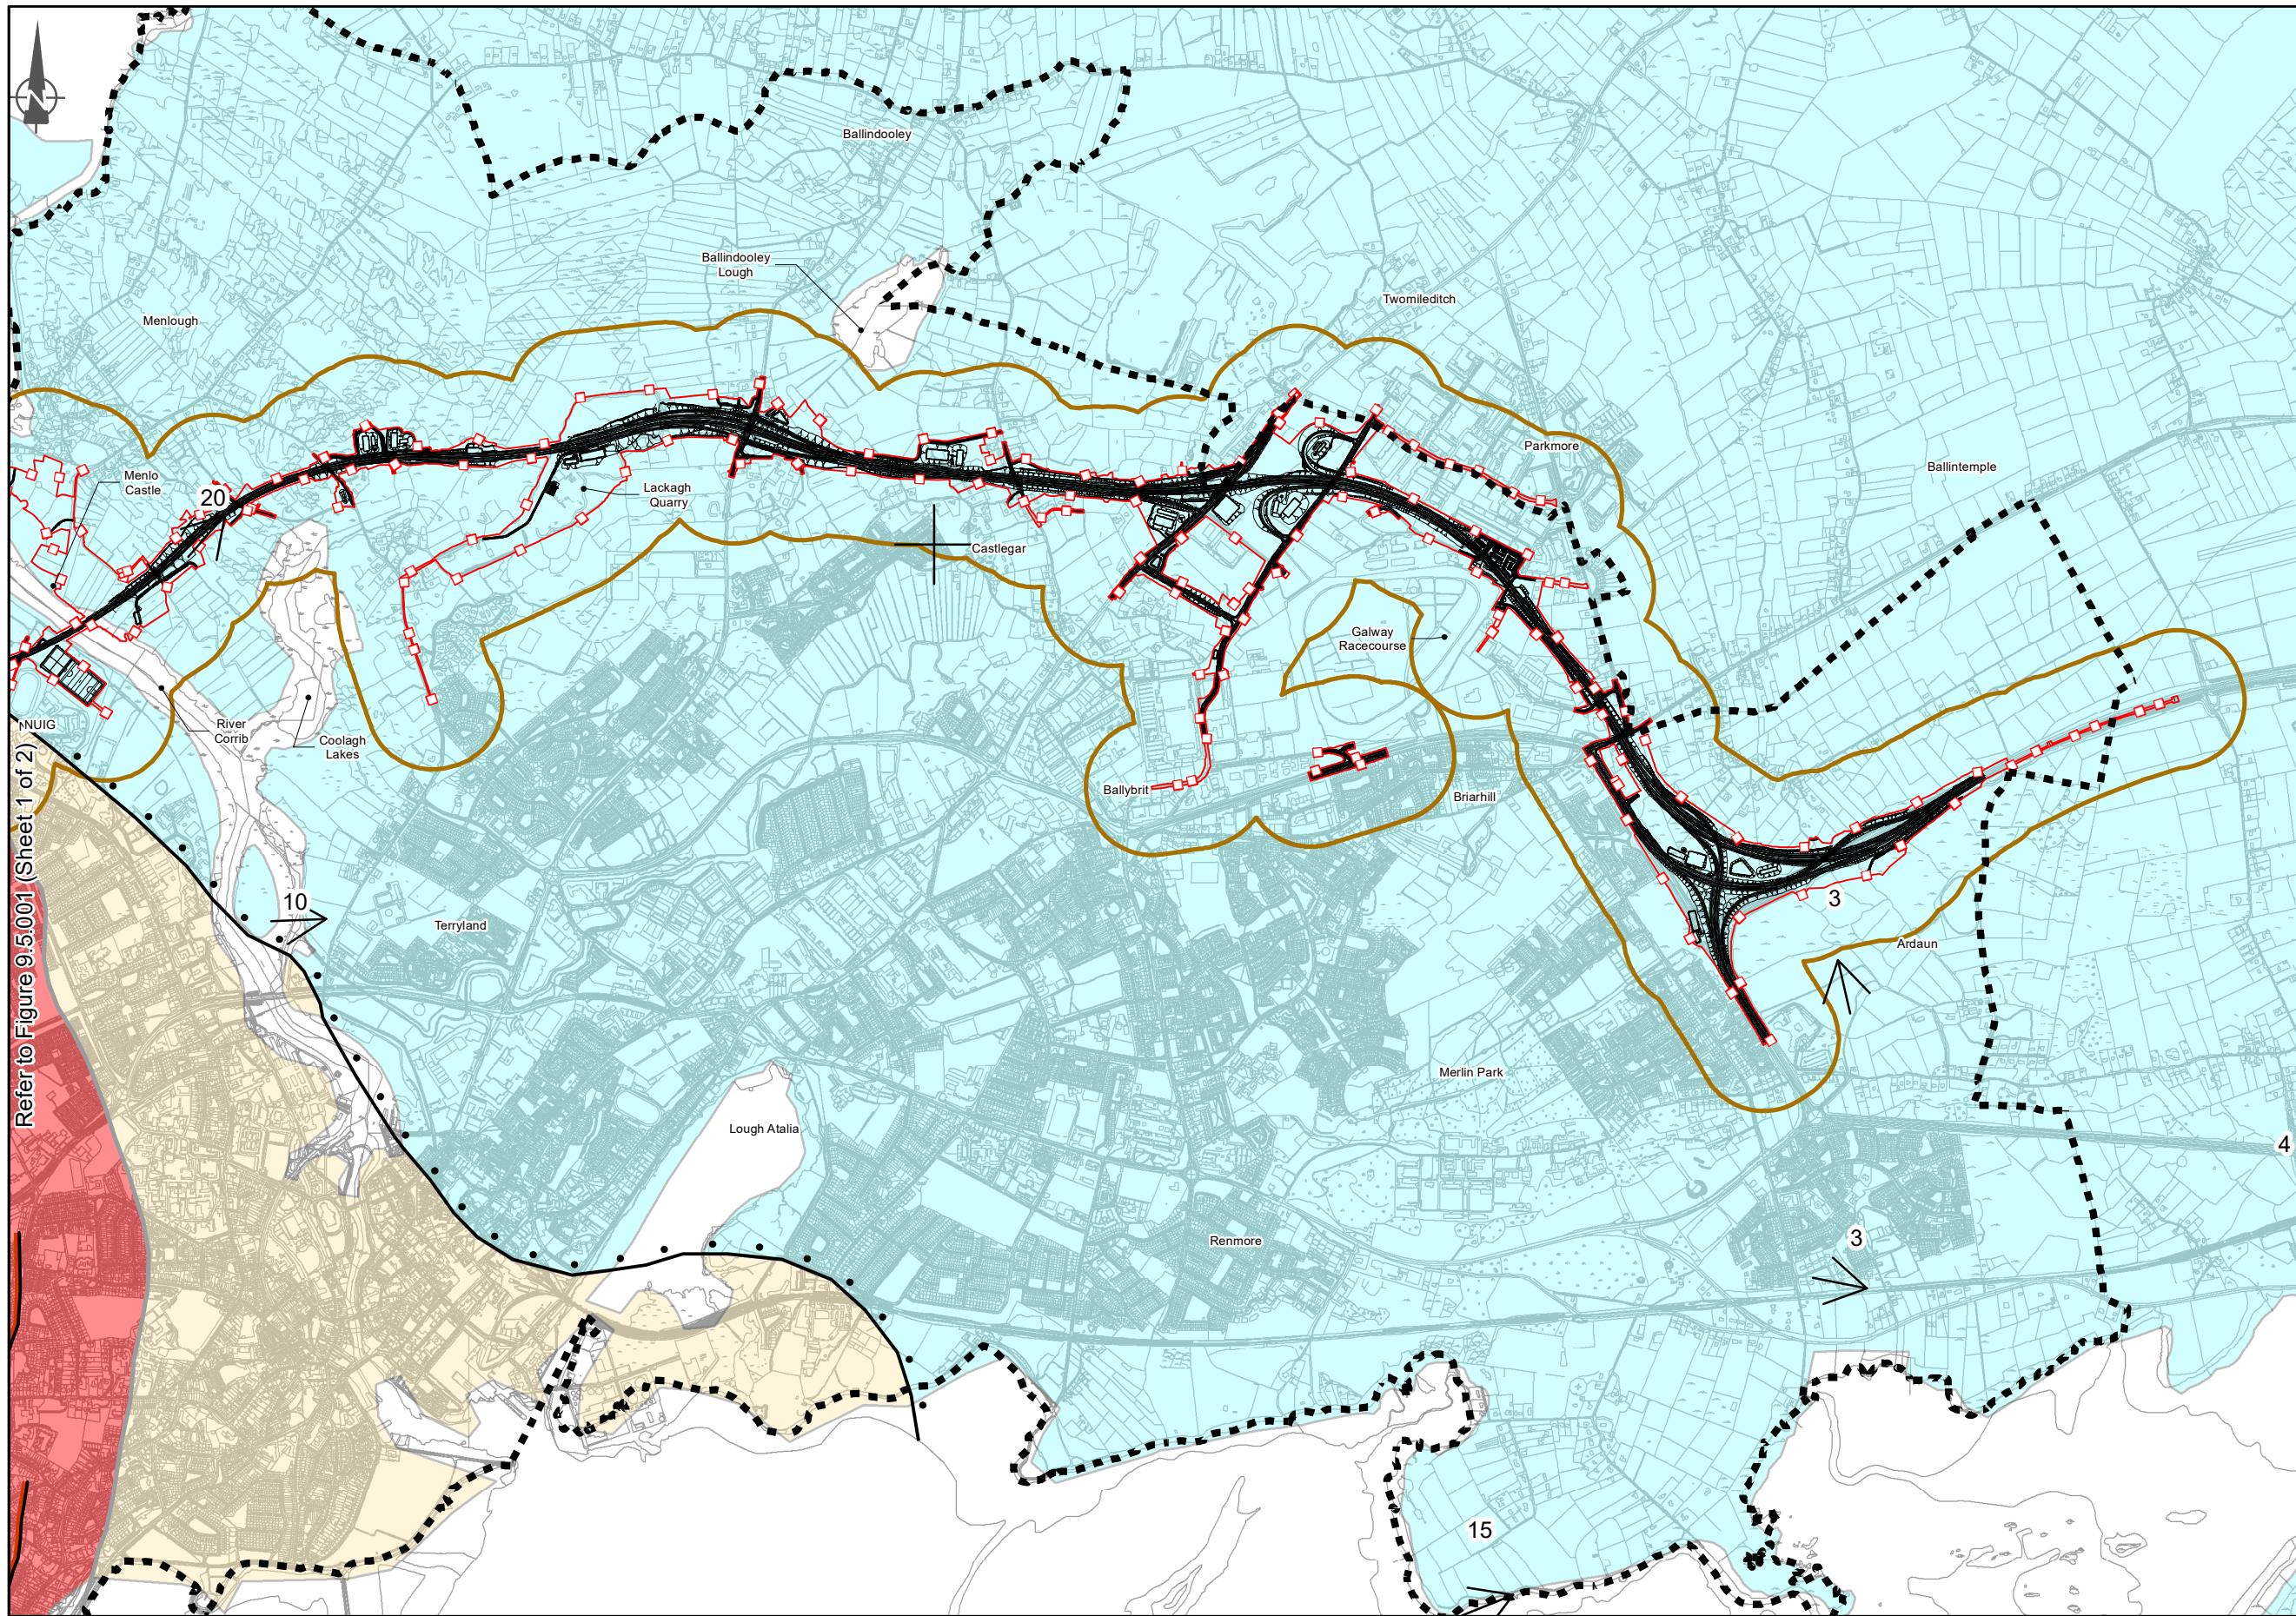 N
Ballindooley
Ballindooley
Lough
Twomileditch
Menlough
Parkmore
Ballintemple
Menlo
Castle
20
Lackagh
Quarry
Castlegar
Galway
Racecourse
NUIG
River
Corrib
Coolagh
Lakes
Ballybrit
Briarhill
Refer to Figure 9.5.001 (Sheet 1 of 2)
10
3
Terryland
Ardaun
Merlin Park
Lough Atalia
4
Renmore
3
15